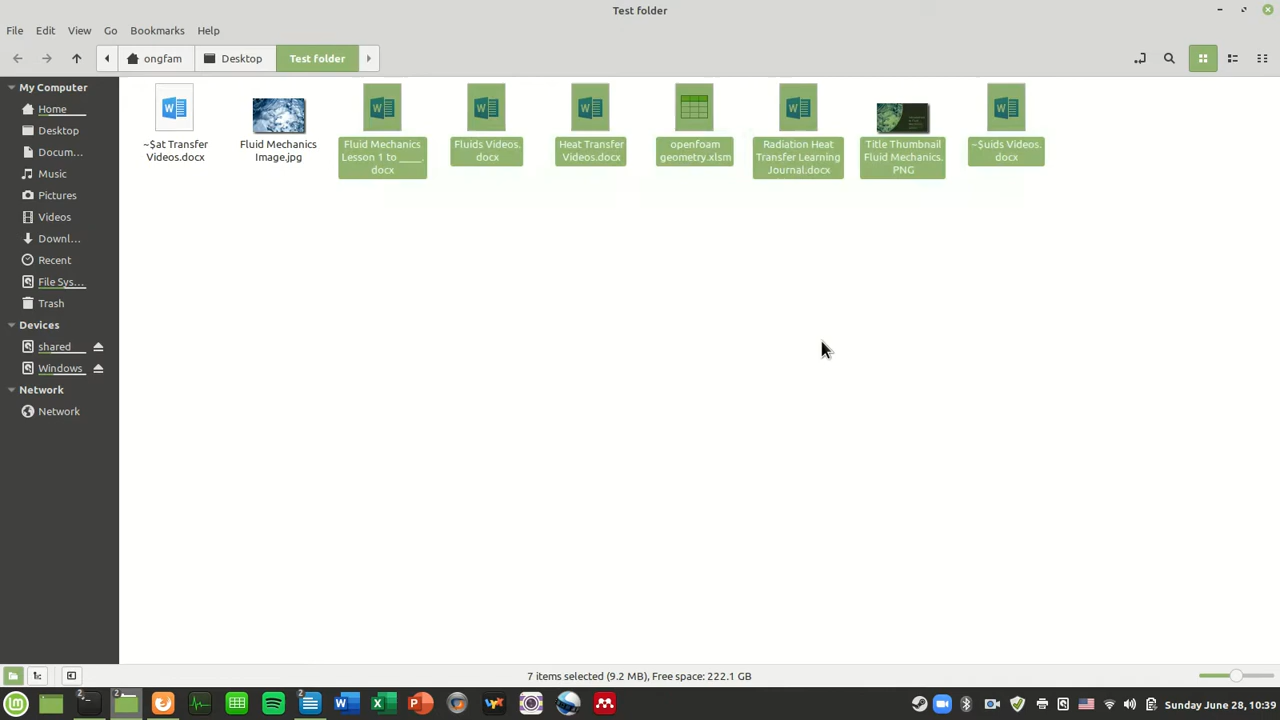 Test folder
File Edit View Go Bookmarks Help
ongfam Desktop Test folder
My Computer
Home
Desktop
Docum...
Music
Pictures
Videos
Downl...
Recent
File Sys...
Trash
Devices
shared
Windows
Network
Network
~$at Transfer
Videos.docx
Fluid Mechanics
Image.jpg
Fluid Mechanics
Lesson 1 to ____.
docx
Fluids Videos.
docx
Heat Transfer
Videos.docx
openfoam
geometry.xlsm
Radiation Heat
Transfer Learning
Journal.docx
Title Thumbnail
Fluid Mechanics.
PNG
~$uids Videos.
docx
7 items selected (9.2 MB), Free space: 222.1 GB
Sunday June 28, 10:39